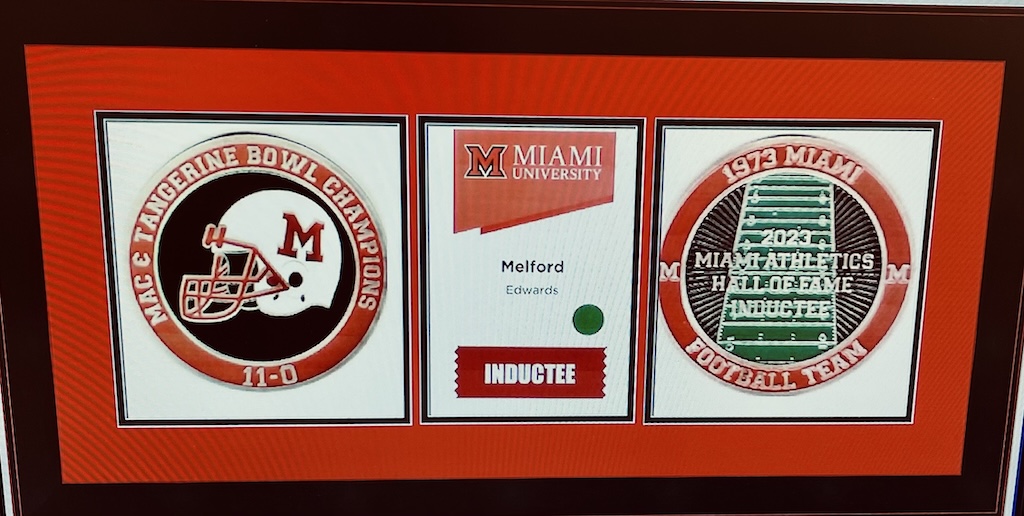 MAC & TANGERINE BOWL CHAMPIONS
M
11-0
M MIAMI
UNIVERSITY
Melford
Edwards
INDUCTEE
1973 MIAMI
2023
M MIAMI ATHLETICS M
HALL OF FAME
INDUCTEE
FOOTBALL TEAM